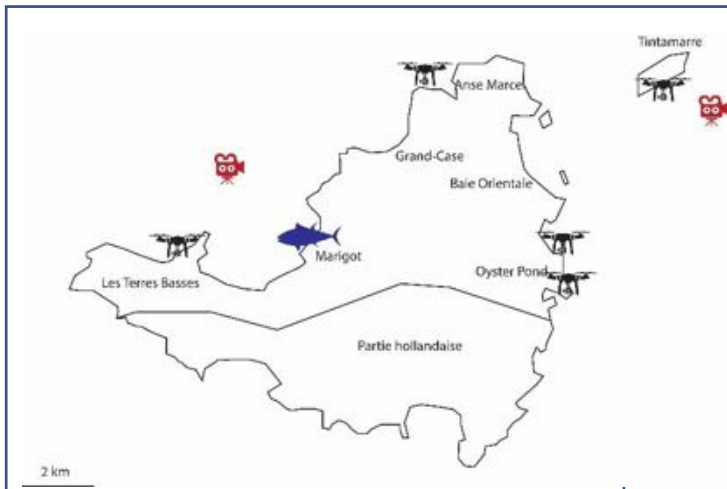 Tintamarre
Anse Marcel
Grand-Case
Baie Orientale
Marigot
Oyster Pond
Les Terres Basses
Partie hollandaise
2 km